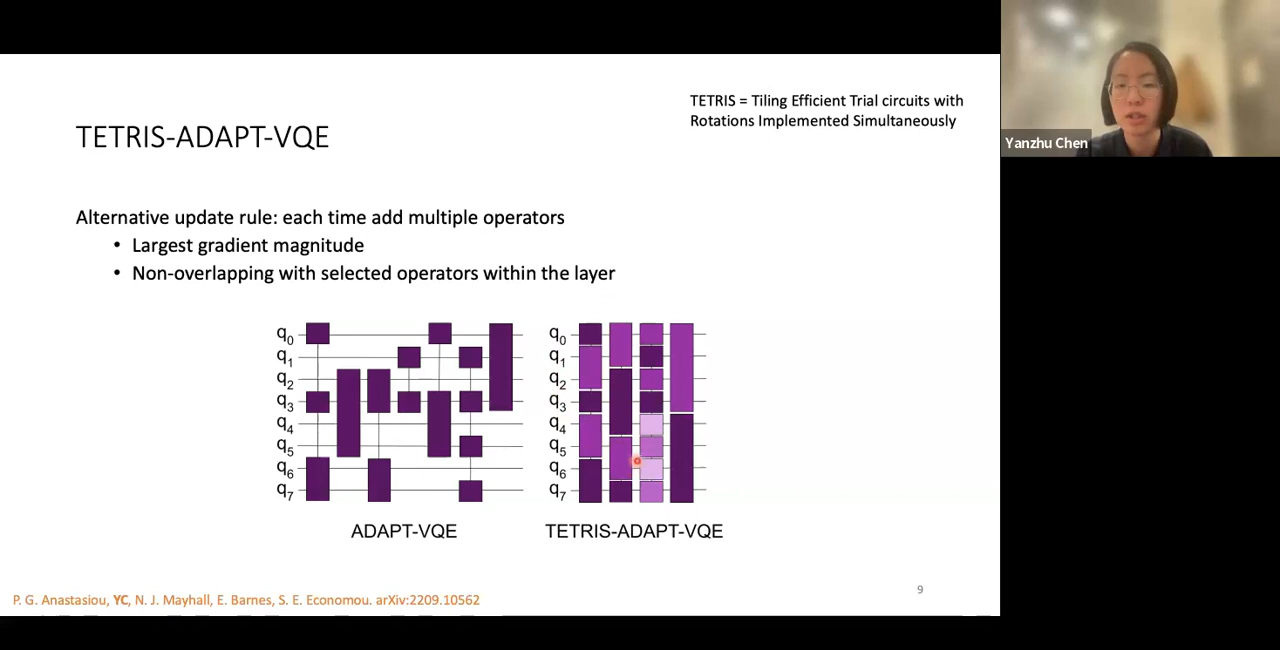 TETRIS = Tiling Efficient Trial circuits with
Rotations Implemented Simultaneously
TETRIS-ADAPT-VQE
Yanzhu Chen
Alternative update rule: each time add multiple operators
• Largest gradient magnitude
• Non-overlapping with selected operators within the layer
q0
q1
q2
q3
q4
q5
q6
q7
q0
q1
q2
q3
q4
q5
q6
q7
ADAPT-VQE
TETRIS-ADAPT-VQE
9
P. G. Anastasiou, YC, N. J. Mayhall, E. Barnes, S. E. Economou. arXiv:2209.10562